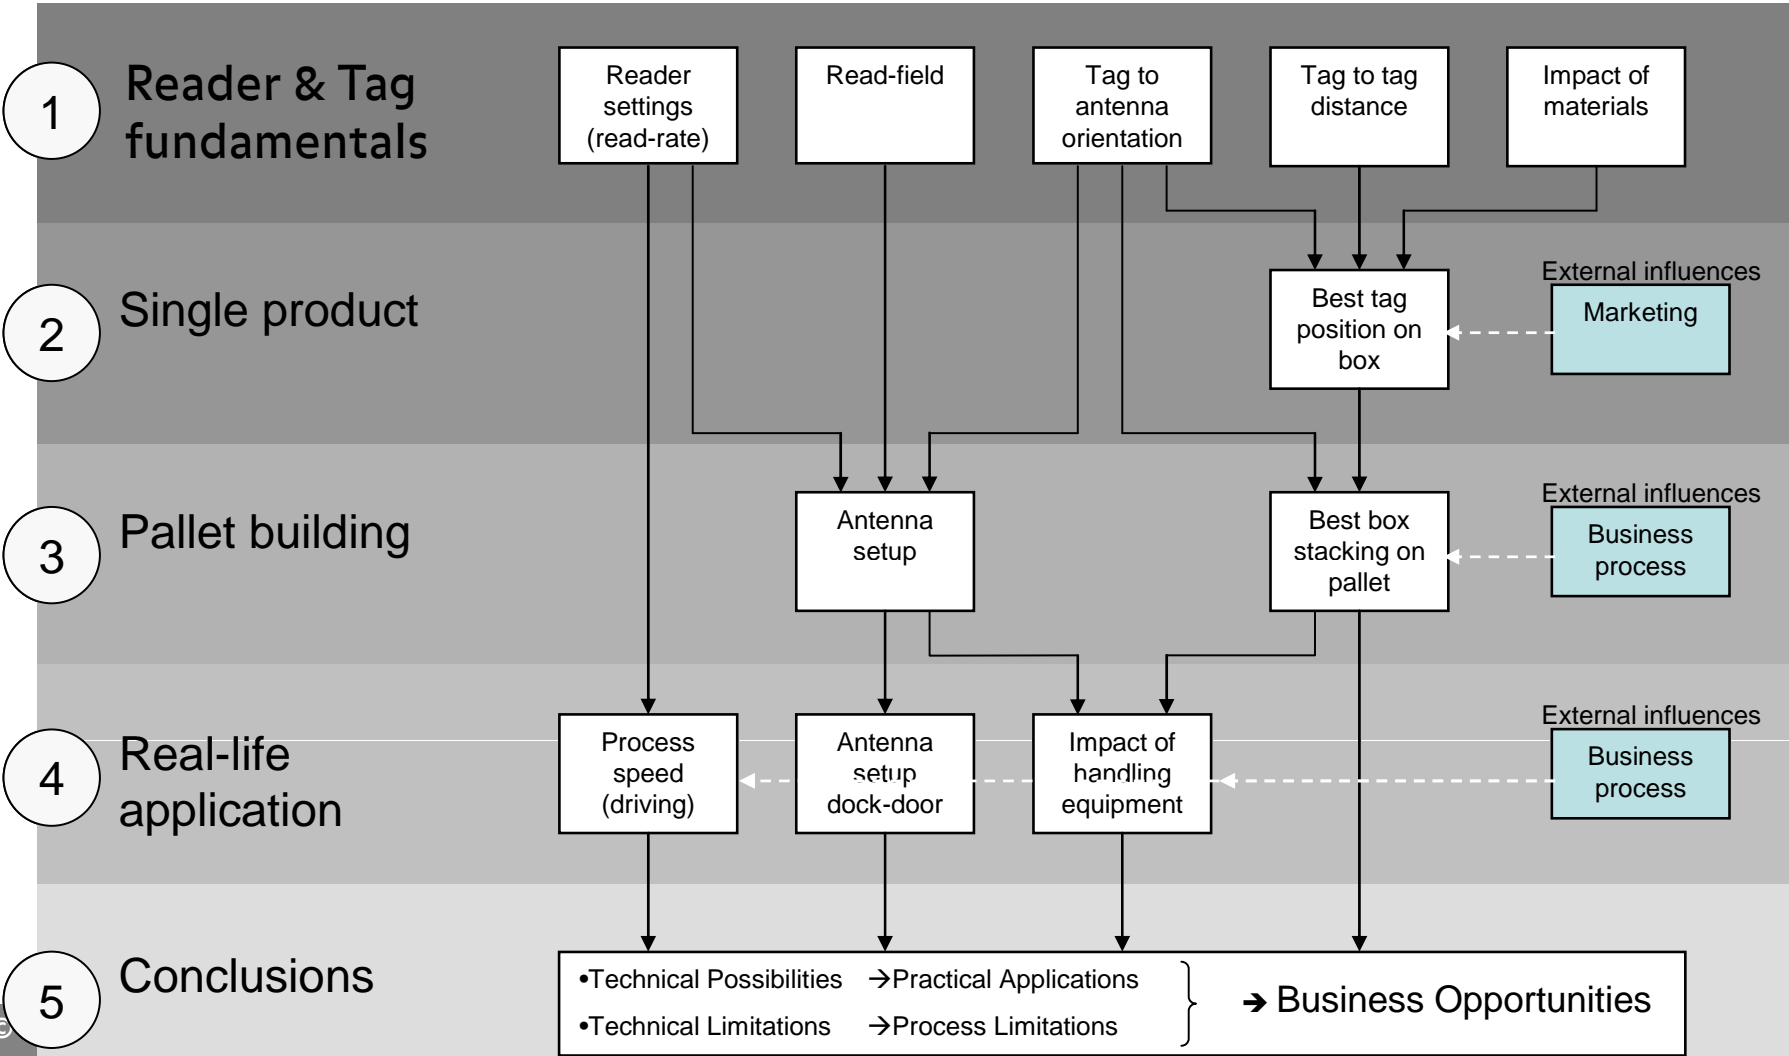 1
Reader & Tag
fundamentals
Reader
settings
(read-rate)
Read-field
Tag to
antenna
orientation
Tag to tag
distance
Impact of
materials
2
Single product
Best tag
position on
box
External influences
Marketing
3
Pallet building
Antenna
setup
Best box
stacking on
pallet
External influences
Business
process
4
Real-life
application
Process
speed
(driving)
Antenna
setup
dock-door
Impact of
handling
equipment
External influences
Business
process
5
Conclusions
•Technical Possibilities →Practical Applications
•Technical Limitations →Process Limitations
➔ Business Opportunities
©